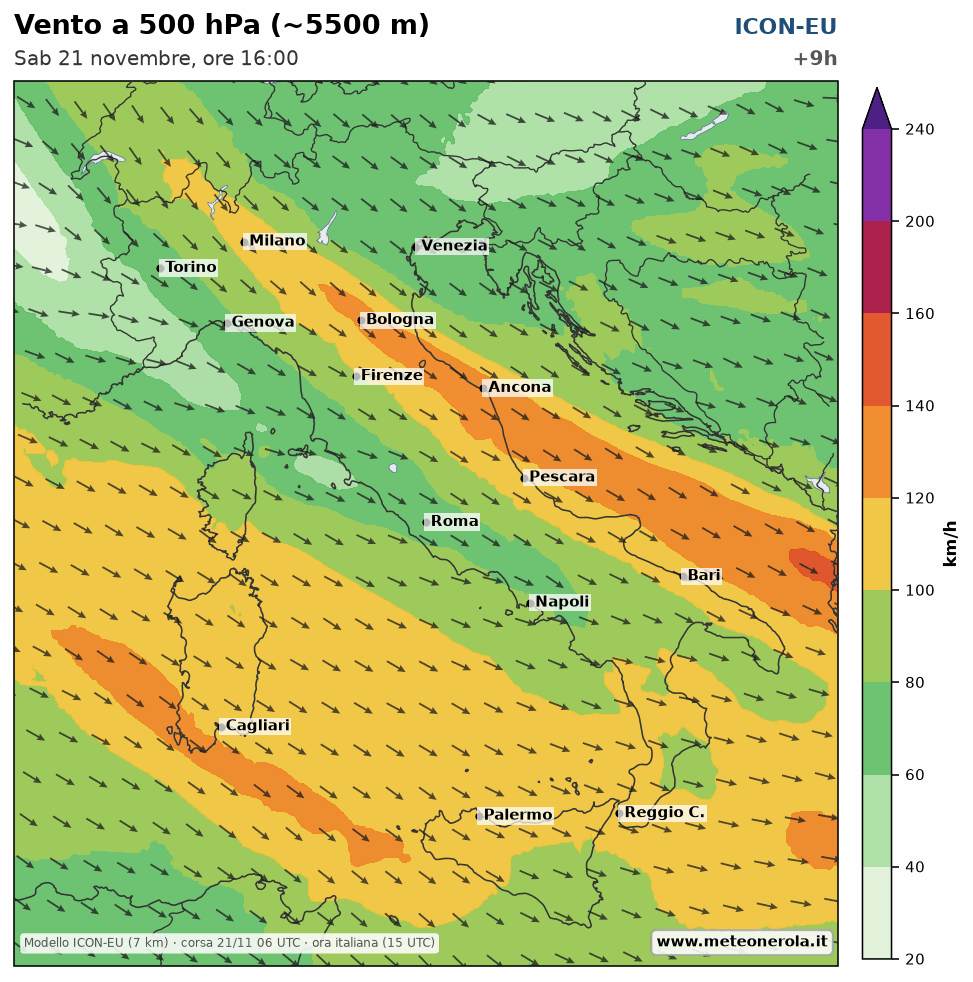 Vento a 500 hPa (~5500 m)
ICON-EU
Sab 21 novembre, ore 16:00
+9h
Milano
Venezia
Torino
Genova
Bologna
Firenze
Ancona
Pescara
Roma
Bari
Napoli
Cagliari
Palermo
Reggio C.
240
200
160
140
120
100
80
60
40
20
km/h
Modello ICON-EU (7 km) · corsa 21/11 06 UTC · ora italiana (15 UTC)
www.meteonerola.it